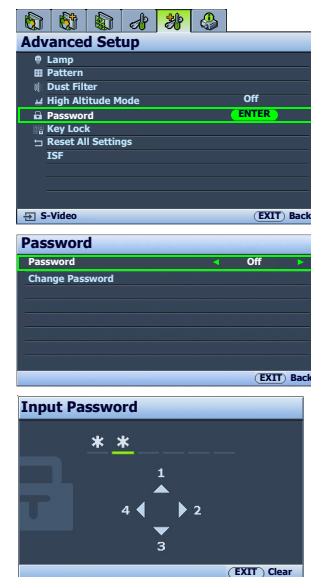 Advanced Setup
Lamp
Pattern
Dust Filter
High Altitude Mode Off
Password ENTER
Key Lock
Reset All Settings
ISF
S-Video EXIT Back
Password
Password Off
Change Password
EXIT Back
Input Password
* *
1
4 2
3
EXIT Clear